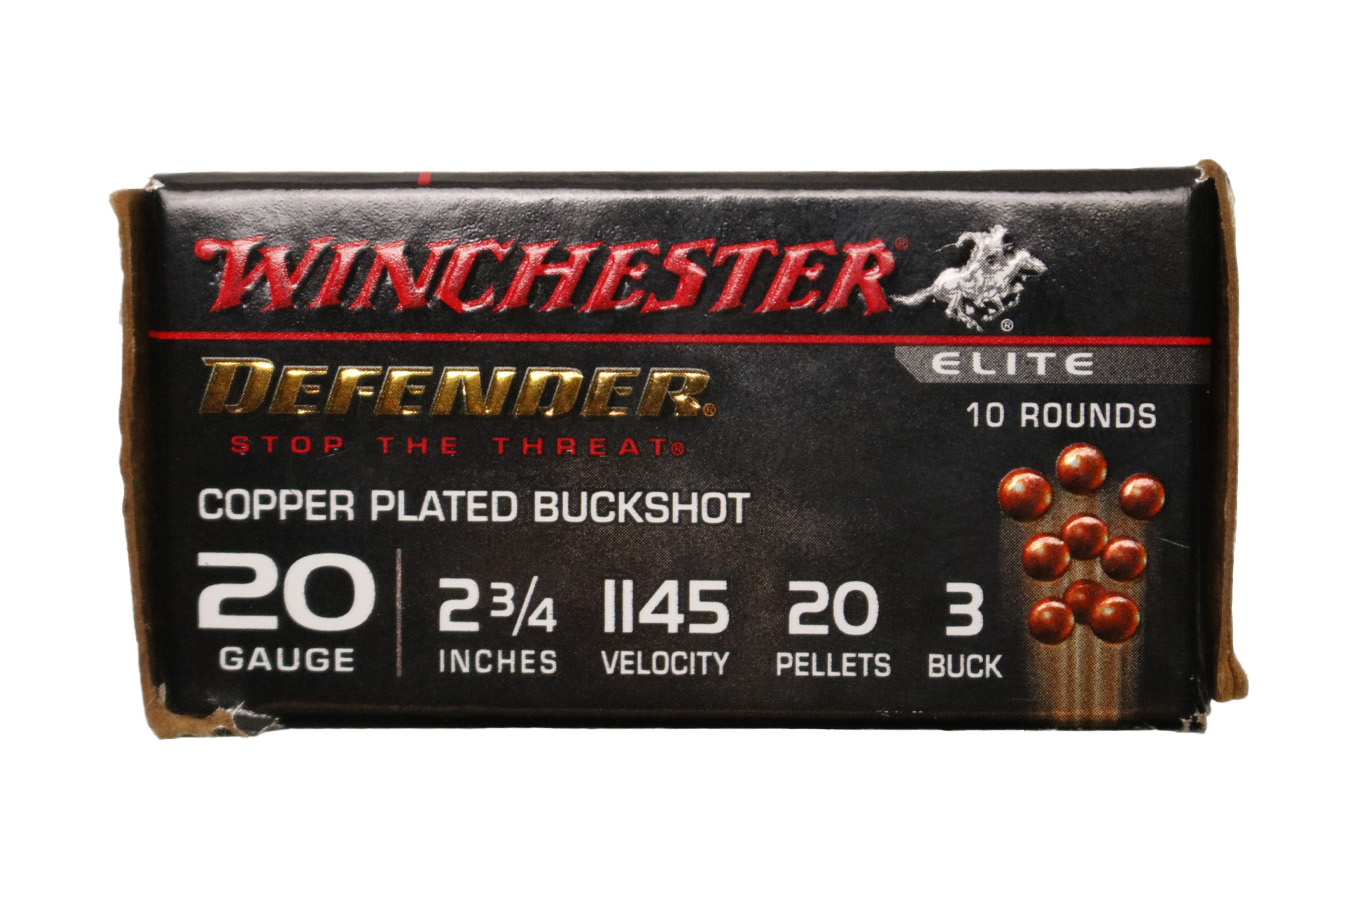 WINCHESTER®
®
DEFENDER®
ELITE
STOP THE THREAT®
10 ROUNDS
COPPER PLATED BUCKSHOT
20 2 3/4 1145 20 3
GAUGE INCHES VELOCITY PELLETS BUCK